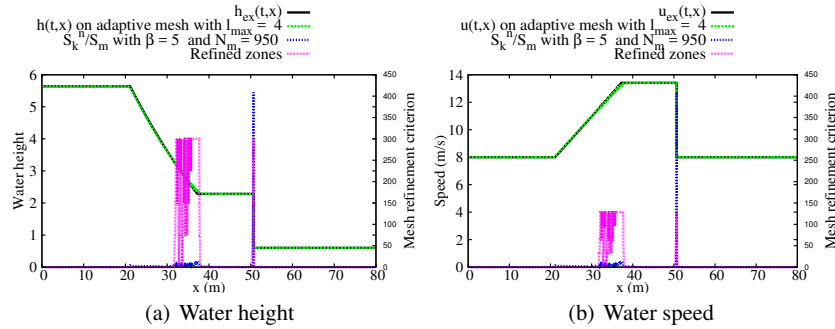 h_ex(t,x)
h(t,x) on adaptive mesh with l_max = 4
S_k^n/S_m with β = 5 and N_m = 950
Refined zones
Water height
6
5
4
3
2
1
0
450
400
350
300
250
200
150
100
50
0
Mesh refinement criterion
0 10 20 30 40 50 60 70 80
x (m)
(a) Water height
u_ex(t,x)
u(t,x) on adaptive mesh with l_max = 4
S_k^n/S_m with β = 5 and N_m = 950
Refined zones
Speed (m/s)
14
12
10
8
6
4
2
0
450
400
350
300
250
200
150
100
50
0
Mesh refinement criterion
0 10 20 30 40 50 60 70 80
x (m)
(b) Water speed